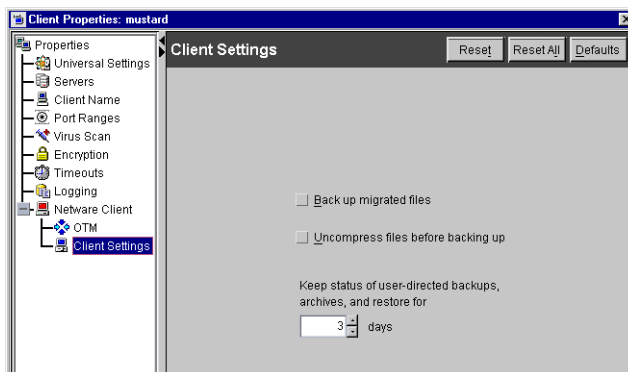 Client Properties: mustard
Properties
Universal Settings
Servers
Client Name
Port Ranges
Virus Scan
Encryption
Timeouts
Logging
Netware Client
OTM
Client Settings
Client Settings
Reset
Reset All
Defaults
Back up migrated files
Uncompress files before backing up
Keep status of user-directed backups,
archives, and restore for
3 days